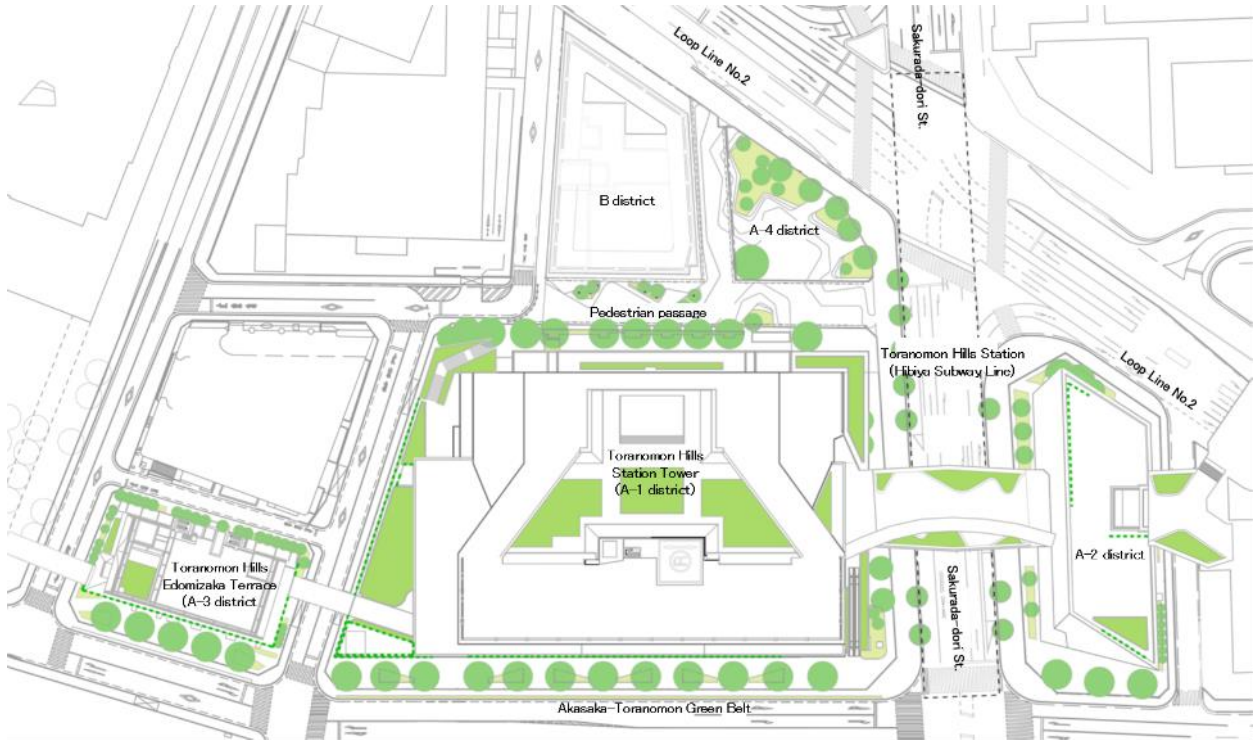 Loop Line No.2
Sakurada-dori St.
B district
A-4 district
Pedestrian passage
Toranomon Hills Station
(Hibiya Subway Line)
Loop Line No.2
Toranomon Hills
Station Tower
(A-1 district)
Toranomon Hills
Edomizaka Terrace
(A-3 district
A-2 district
Sakurada-dori St.
Akasaka-Toranomon Green Belt